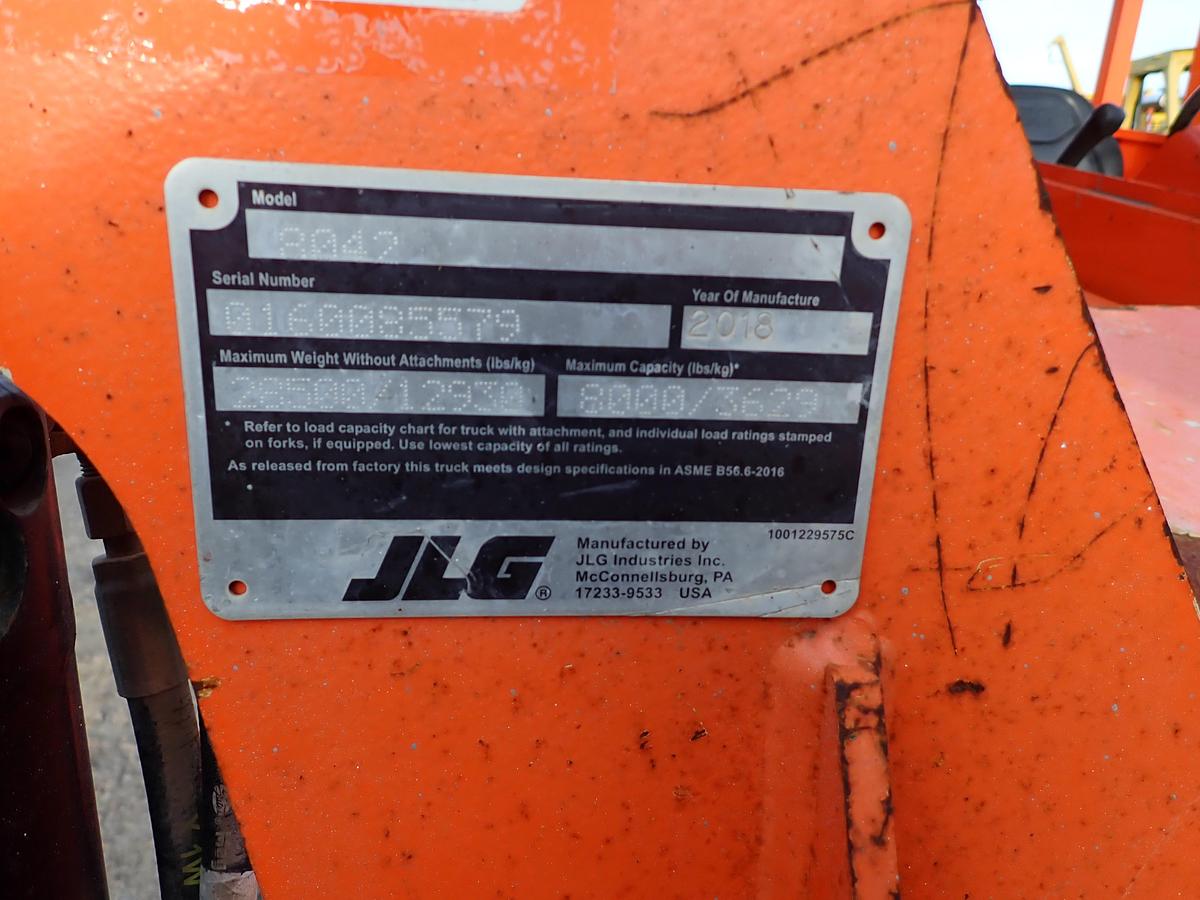 Model
8042
Serial Number
0160085579
Year Of Manufacture
2018
Maximum Weight Without Attachments (lbs/kg)
Maximum Capacity (lbs/kg)*
8000/3629
* Refer to load capacity chart for truck with attachment, and individual load ratings stamped
on forks, if equipped. Use lowest capacity of all ratings.
As released from factory this truck meets design specifications in ASME B56.6-2016
1001229575C
JLG®
Manufactured by
JLG Industries Inc.
McConnellsburg, PA
17233-9533 USA